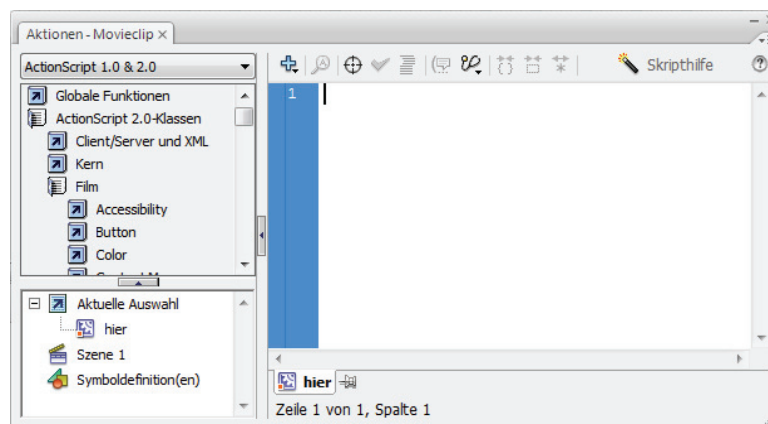 Aktionen - Movieclip ×
ActionScript 1.0 & 2.0
Globale Funktionen
ActionScript 2.0-Klassen
Client/Server und XML
Kern
Film
Accessibility
Button
Color
Aktuelle Auswahl
hier
Szene 1
Symboldefinition(en)
Skripthilfe
1
hier
Zeile 1 von 1, Spalte 1